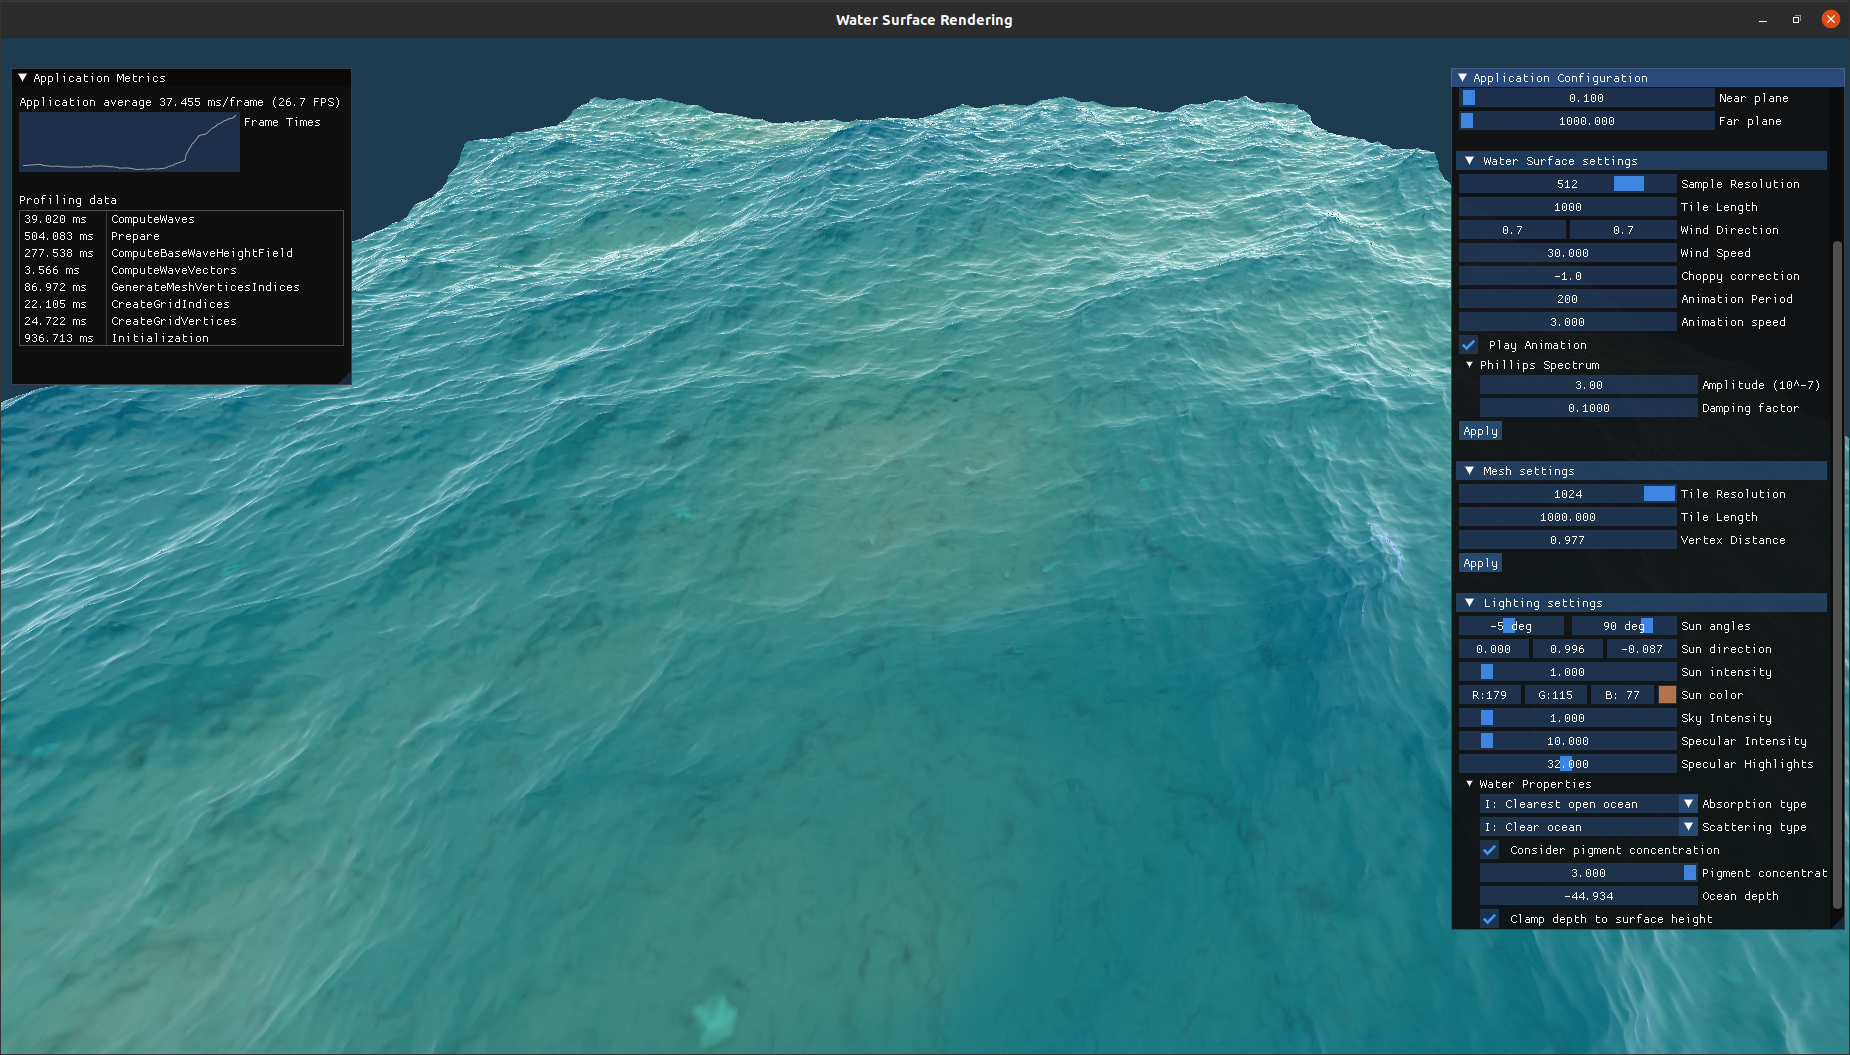 Water Surface Rendering
Application Metrics
Application average 37.455 ms/frame (26.7 FPS)
Frame Times
Profiling data
39.020 ms ComputeWaves
504.083 ms Prepare
277.538 ms ComputeBaseWaveHeightField
3.566 ms ComputeWaveVectors
86.972 ms GenerateMeshVerticesIndices
22.105 ms CreateGridIndices
24.722 ms CreateGridVertices
936.713 ms Initialization
Application Configuration
0.100 Near plane
1000.000 Far plane
Water Surface settings
512 Sample Resolution
1000 Tile Length
0.7 0.7 Wind Direction
30.000 Wind Speed
-1.0 Choppy correction
200 Animation Period
3.000 Animation speed
Play Animation
Phillips Spectrum
3.00 Amplitude (10^-7)
0.1000 Damping factor
Apply
Mesh settings
1024 Tile Resolution
1000.000 Tile Length
0.977 Vertex Distance
Apply
Lighting settings
-5 deg 90 deg Sun angles
0.000 0.996 -0.087 Sun direction
1.000 Sun intensity
R:179 G:115 B: 77 Sun color
1.000 Sky Intensity
10.000 Specular Intensity
32.000 Specular Highlights
Water Properties
I: Clearest open ocean Absorption type
I: Clear ocean Scattering type
Consider pigment concentration
3.000 Pigment concentrat
-44.934 Ocean depth
Clamp depth to surface height